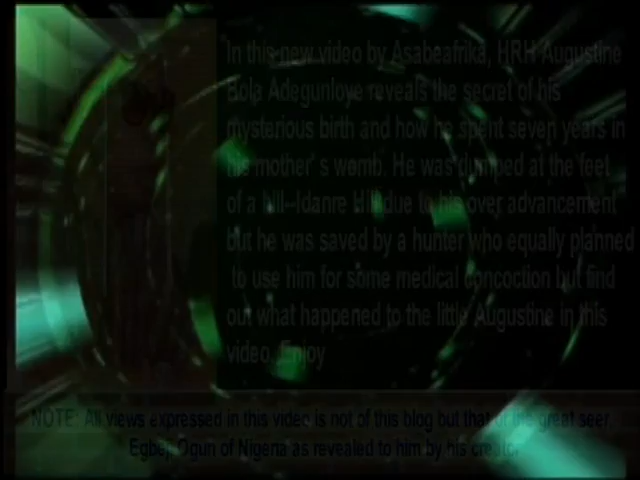 In this new video by Asabeafrika, HRH Augustine
Bola Adegunloye reveals the secret of his
mysterious birth and how he spent seven years in
his mother' s womb. He was dumped at the feet
of a hill--Idanre Hill due to his over advancement
but he was saved by a hunter who equally planned
to use him for some medical concoction but find
out what happened to the little Augustine in this
video. Enjoy
NOTE: All views expressed in this video is not of this blog but that of the great seer,
Ogun of Nigeria as revealed to him by his creator